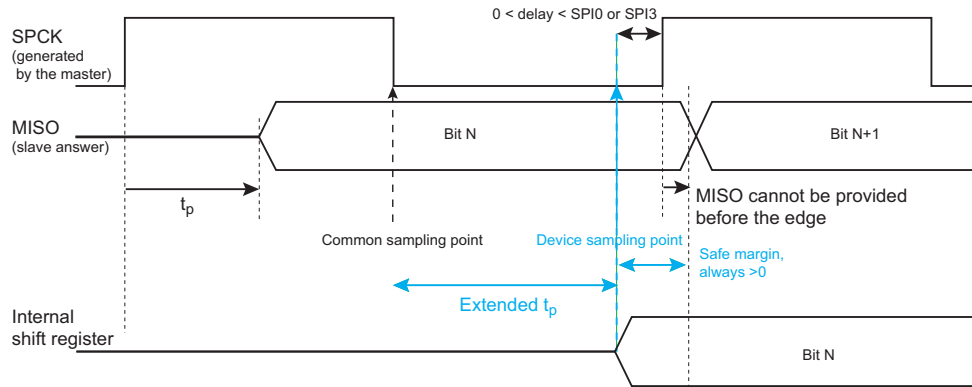 0 < delay < SPI0 or SPI3
SPCK
(generated
by the master)
MISO
(slave answer)
Bit N
Bit N+1
tp
MISO cannot be provided
before the edge
Common sampling point
Device sampling point
Safe margin,
always >0
Extended tp
Internal
shift register
Bit N